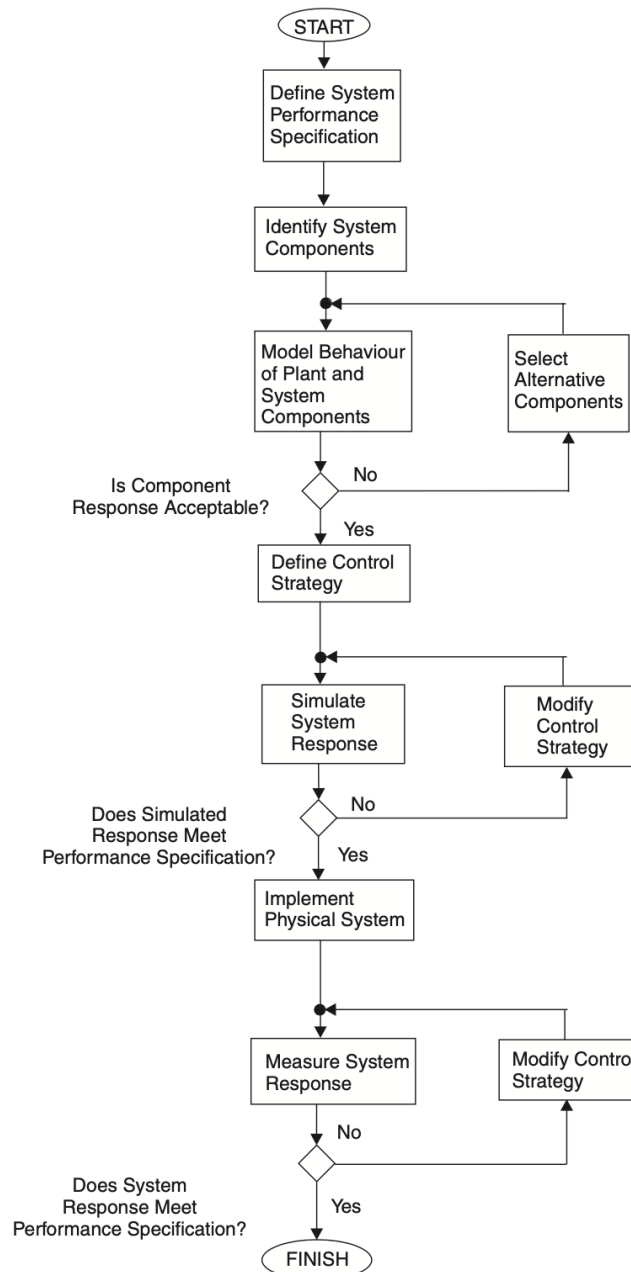 START
Define System
Performance
Specification
Identify System
Components
Model Behaviour
of Plant and
System
Components
Select
Alternative
Components
No
Is Component
Response Acceptable?
Yes
Define Control
Strategy
Simulate
System
Response
Modify
Control
Strategy
No
Does Simulated
Response Meet
Performance Specification?
Yes
Implement
Physical System
Measure System
Response
Modify Contro
Strategy
No
Does System
Response Meet
Performance Specification?
Yes
FINISH